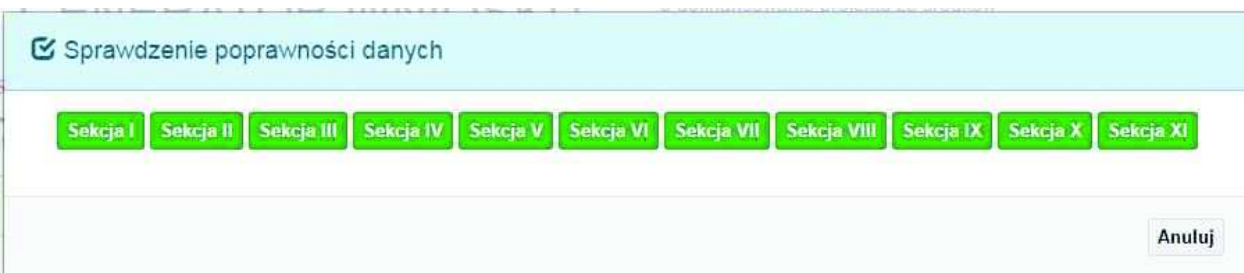 Sprawdzenie poprawności danych
Sekcja I Sekcja II Sekcja III Sekcja IV Sekcja V Sekcja VI Sekcja VII Sekcja VIII Sekcja IX Sekcja X Sekcja XI
Anuluj